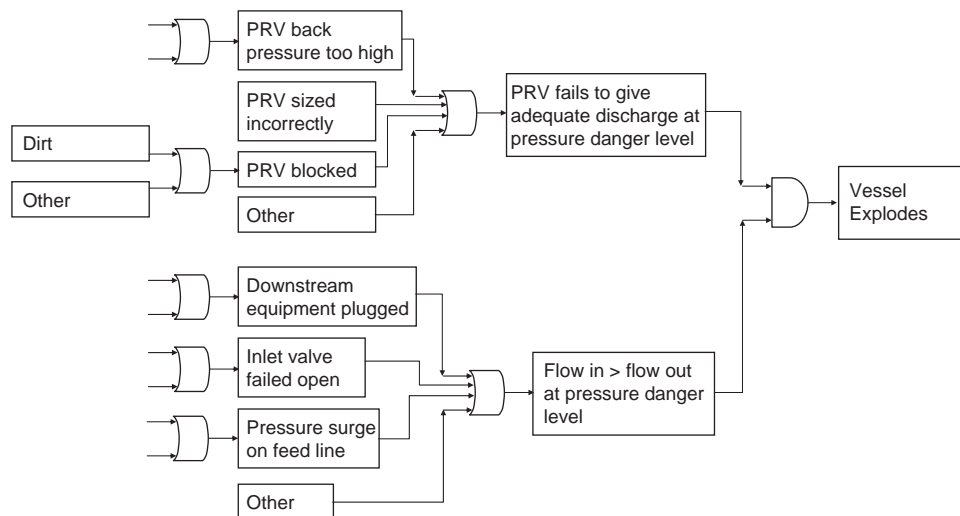 PRV back
pressure too high
PRV sized
incorrectly
Dirt
PRV blocked
Other
Other
PRV fails to give
adequate discharge at
pressure danger level
Vessel
Explodes
Downstream
equipment plugged
Inlet valve
failed open
Pressure surge
on feed line
Other
Flow in > flow out
at pressure danger
level